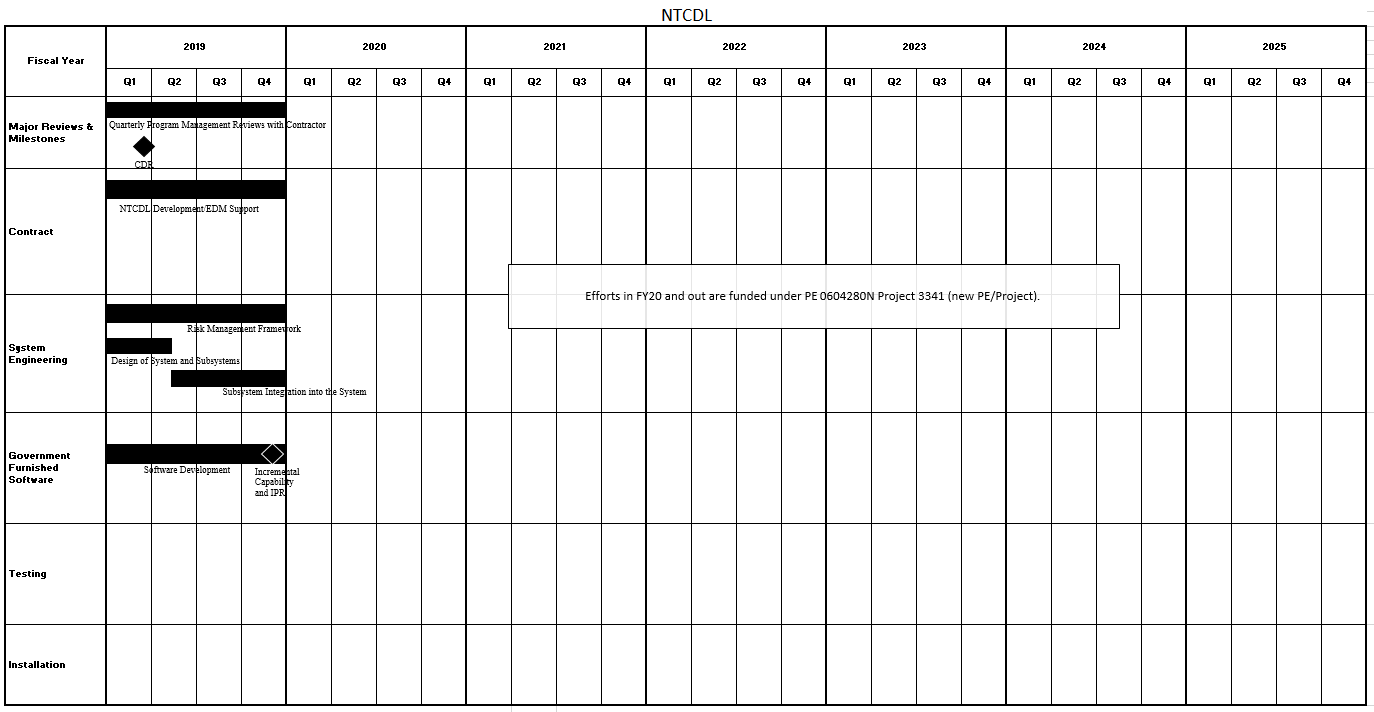 NTCDL
Fiscal Year
2019 2020 2021 2022 2023 2024 2025
Q1 Q2 Q3 Q4 Q1 Q2 Q3 Q4 Q1 Q2 Q3 Q4 Q1 Q2 Q3 Q4 Q1 Q2 Q3 Q4 Q1 Q2 Q3 Q4 Q1 Q2 Q3 Q4
Major Reviews &
Milestones
Quarterly Program Management Reviews with Contractor
CDR
Contract
NTCDL Development/EDM Support
Efforts in FY20 and out are funded under PE 0604280N Project 3341 (new PE/Project).
System
Engineering
Risk Management Framework
Design of System and Subsystems
Subsystem Integration into the System
Government
Furnished
Software
Software Development
Incremental
Capability
and IPR
Testing
Installation